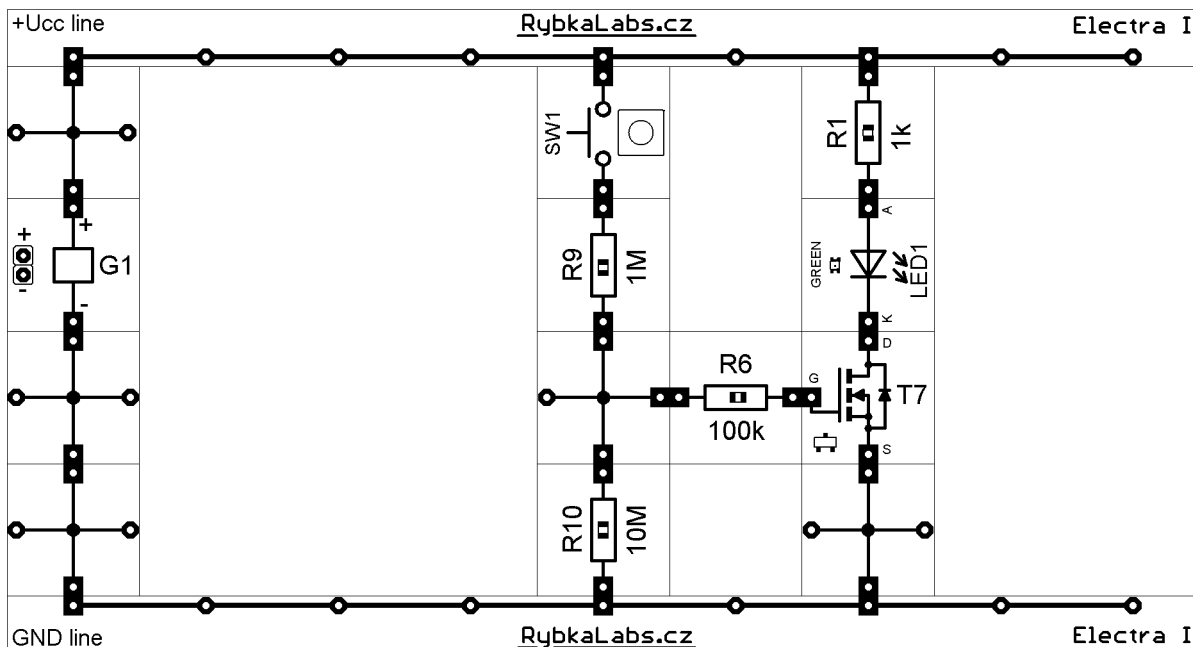 +Ucc line
RybkaLabs.cz
Electra I
SW1
R1
1k
A
+
+
-
G1
-
R9
1M
GREEN
LED1
K
D
R6
100k
G
T7
S
R10
10M
GND line
RybkaLabs.cz
Electra I